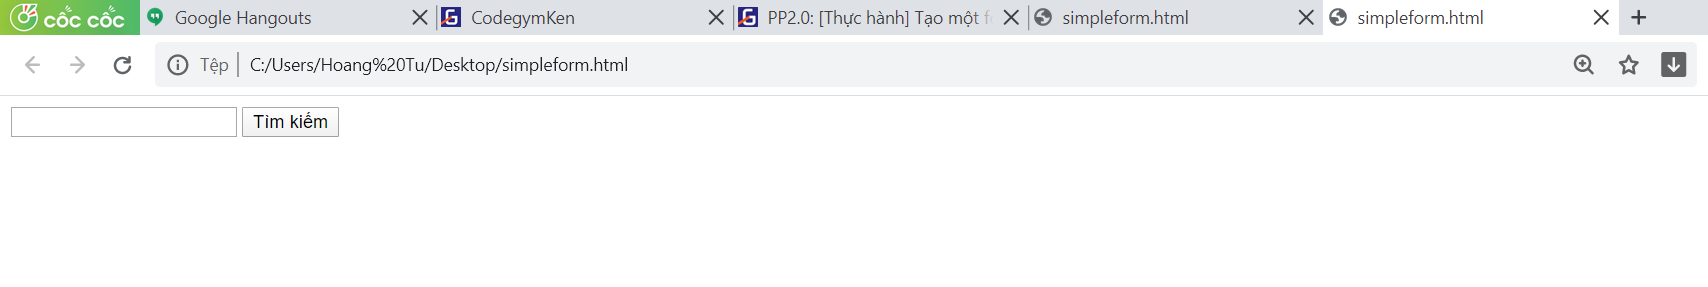 cốc cốc
Google Hangouts
CodegymKen
PP2.0: [Thực hành] Tạo một f
simpleform.html
simpleform.html
Tệp
C:/Users/Hoang%20Tu/Desktop/simpleform.html
Tìm kiếm